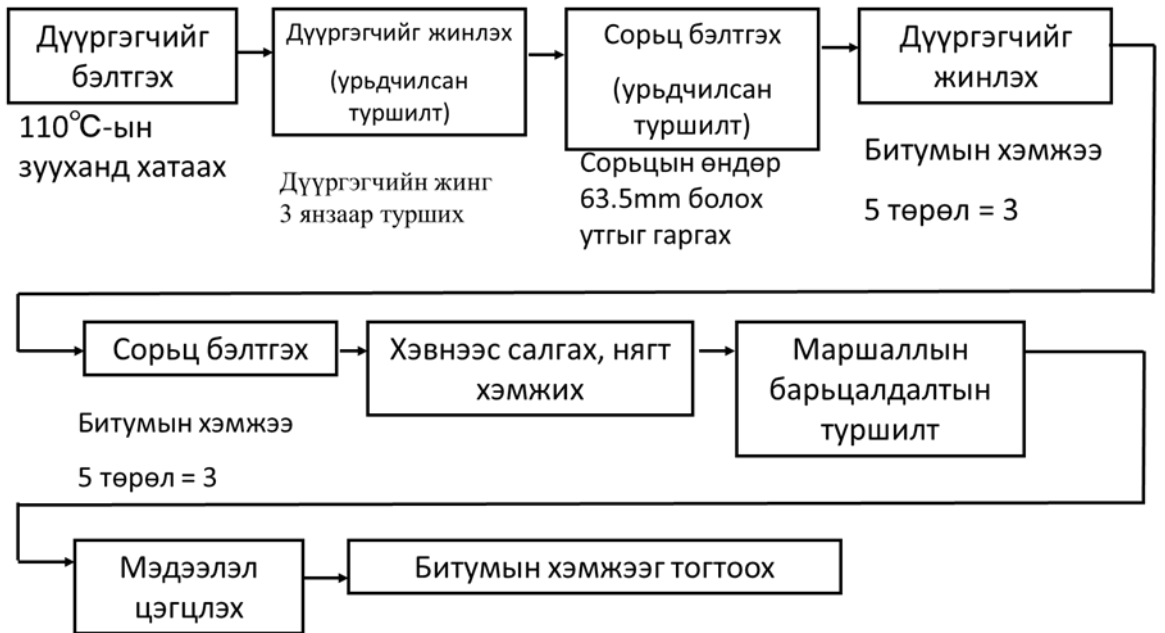 Дүүргэгчийг
бэлтгэх
110℃-ын
зууханд хатаах
Дүүргэгчийг жинлэх
(урьдчилсан
туршилт)
Дүүргэгчийн жинг
3 янзаар турших
Сорьц бэлтгэх
(урьдчилсан
туршилт)
Сорьцын өндөр
63.5mm болох
утгыг гаргах
Дүүргэгчийг
жинлэх
Битумын хэмжээ
5 төрөл = 3
Сорьц бэлтгэх
Битумын хэмжээ
5 төрөл = 3
Хэвнээс салгах, нягт
хэмжих
Маршаллын
барьцалдалтын
туршилт
Мэдээлэл
цэгцлэх
Битумын хэмжээг тогтоох